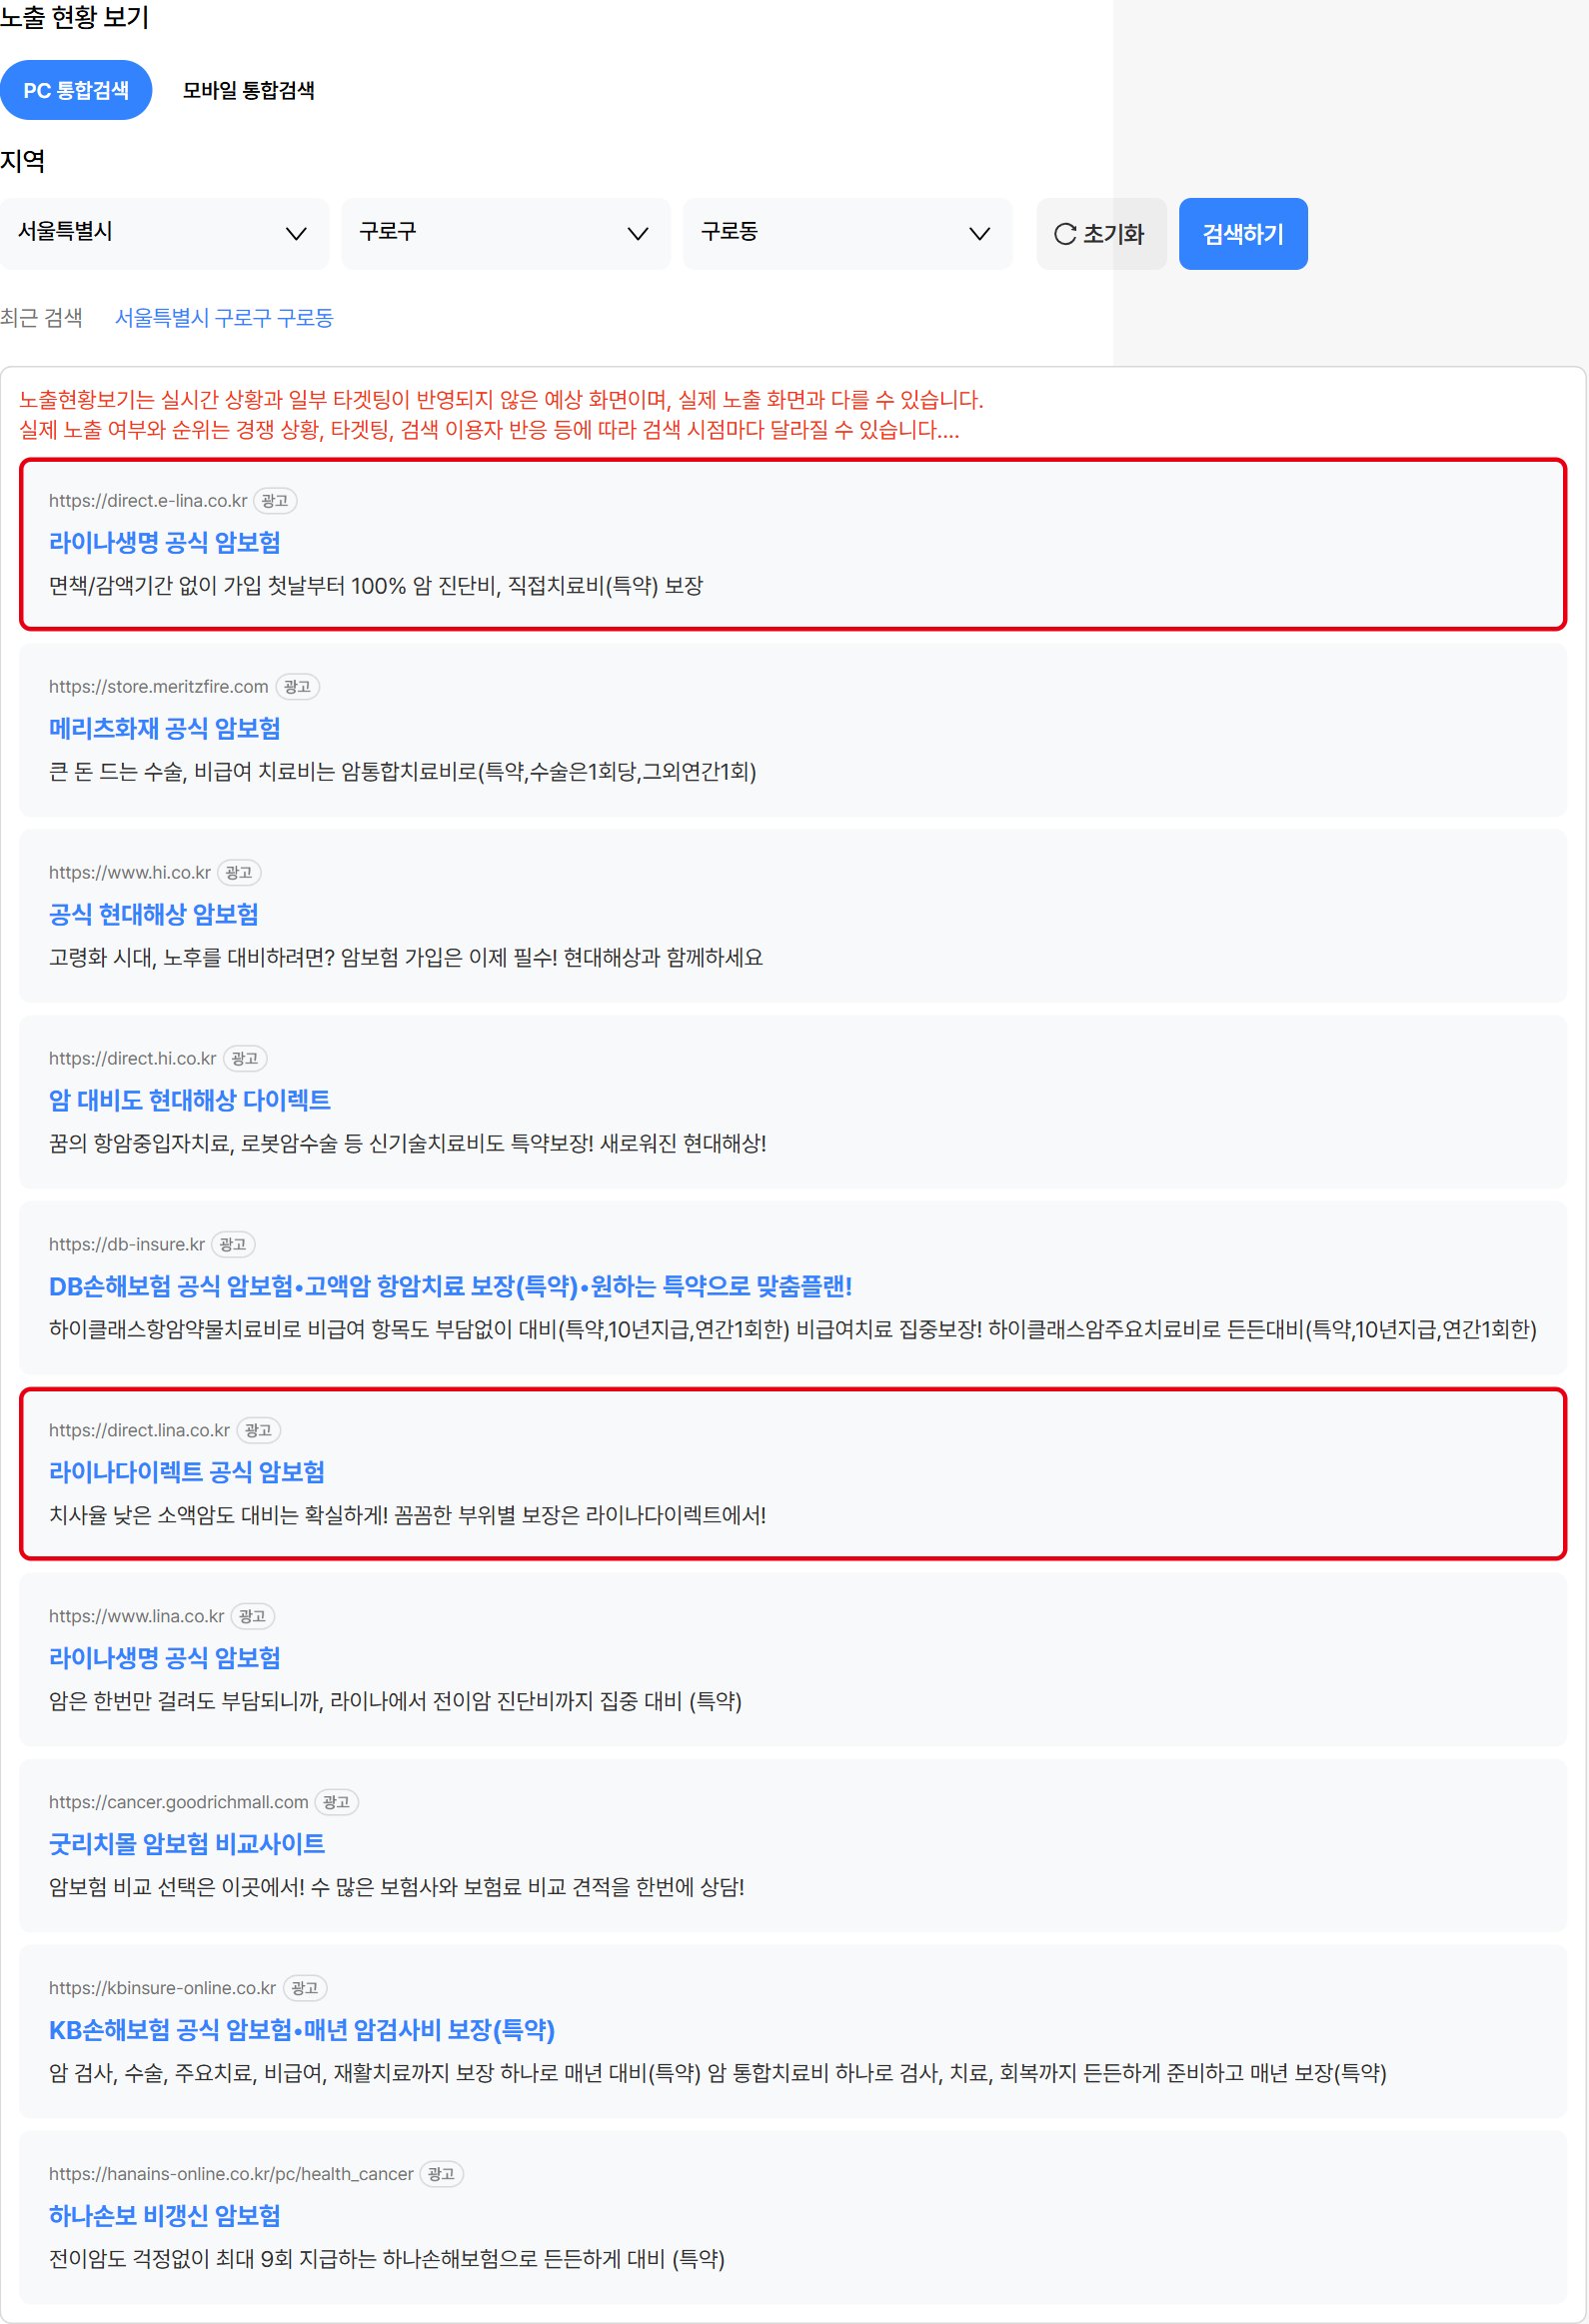 노출 현황 보기
PC 통합검색 모바일 통합검색
지역
서울특별시 구로구 구로동 초기화 검색하기
최근 검색 서울특별시 구로구 구로동
노출현황보기는 실시간 상황과 일부 타겟팅이 반영되지 않은 예상 화면이며, 실제 노출 화면과 다를 수 있습니다.
실제 노출 여부와 순위는 경쟁 상황, 타겟팅, 검색 이용자 반응 등에 따라 검색 시점마다 달라질 수 있습니다....
https://direct.e-lina.co.kr 광고
라이나생명 공식 암보험
면책/감액기간 없이 가입 첫날부터 100% 암 진단비, 직접치료비(특약) 보장
https://store.meritzfire.com 광고
메리츠화재 공식 암보험
큰 돈 드는 수술, 비급여 치료비는 암통합치료비로(특약,수술은1회당,그외연간1회)
https://www.hi.co.kr 광고
공식 현대해상 암보험
고령화 시대, 노후를 대비하려면? 암보험 가입은 이제 필수! 현대해상과 함께하세요
https://direct.hi.co.kr 광고
암 대비도 현대해상 다이렉트
꿈의 항암중입자치료, 로봇암수술 등 신기술치료비도 특약보장! 새로워진 현대해상!
https://db-insure.kr 광고
DB손해보험 공식 암보험•고액암 항암치료 보장(특약)•원하는 특약으로 맞춤플랜!
하이클래스항암약물치료비로 비급여 항목도 부담없이 대비(특약,10년지급,연간1회한) 비급여치료 집중보장! 하이클래스암주요치료비로 든든대비(특약,10년지급,연간1회한)
https://direct.lina.co.kr 광고
라이나다이렉트 공식 암보험
치사율 낮은 소액암도 대비는 확실하게! 꼼꼼한 부위별 보장은 라이나다이렉트에서!
https://www.lina.co.kr 광고
라이나생명 공식 암보험
암은 한번만 걸려도 부담되니까, 라이나에서 전이암 진단비까지 집중 대비 (특약)
https://cancer.goodrichmall.com 광고
굿리치몰 암보험 비교사이트
암보험 비교 선택은 이곳에서! 수 많은 보험사와 보험료 비교 견적을 한번에 상담!
https://kbinsure-online.co.kr 광고
KB손해보험 공식 암보험•매년 암검사비 보장(특약)
암 검사, 수술, 주요치료, 비급여, 재활치료까지 보장 하나로 매년 대비(특약) 암 통합치료비 하나로 검사, 치료, 회복까지 든든하게 준비하고 매년 보장(특약)
https://hanains-online.co.kr/pc/health_cancer 광고
하나손보 비갱신 암보험
전이암도 걱정없이 최대 9회 지급하는 하나손해보험으로 든든하게 대비 (특약)